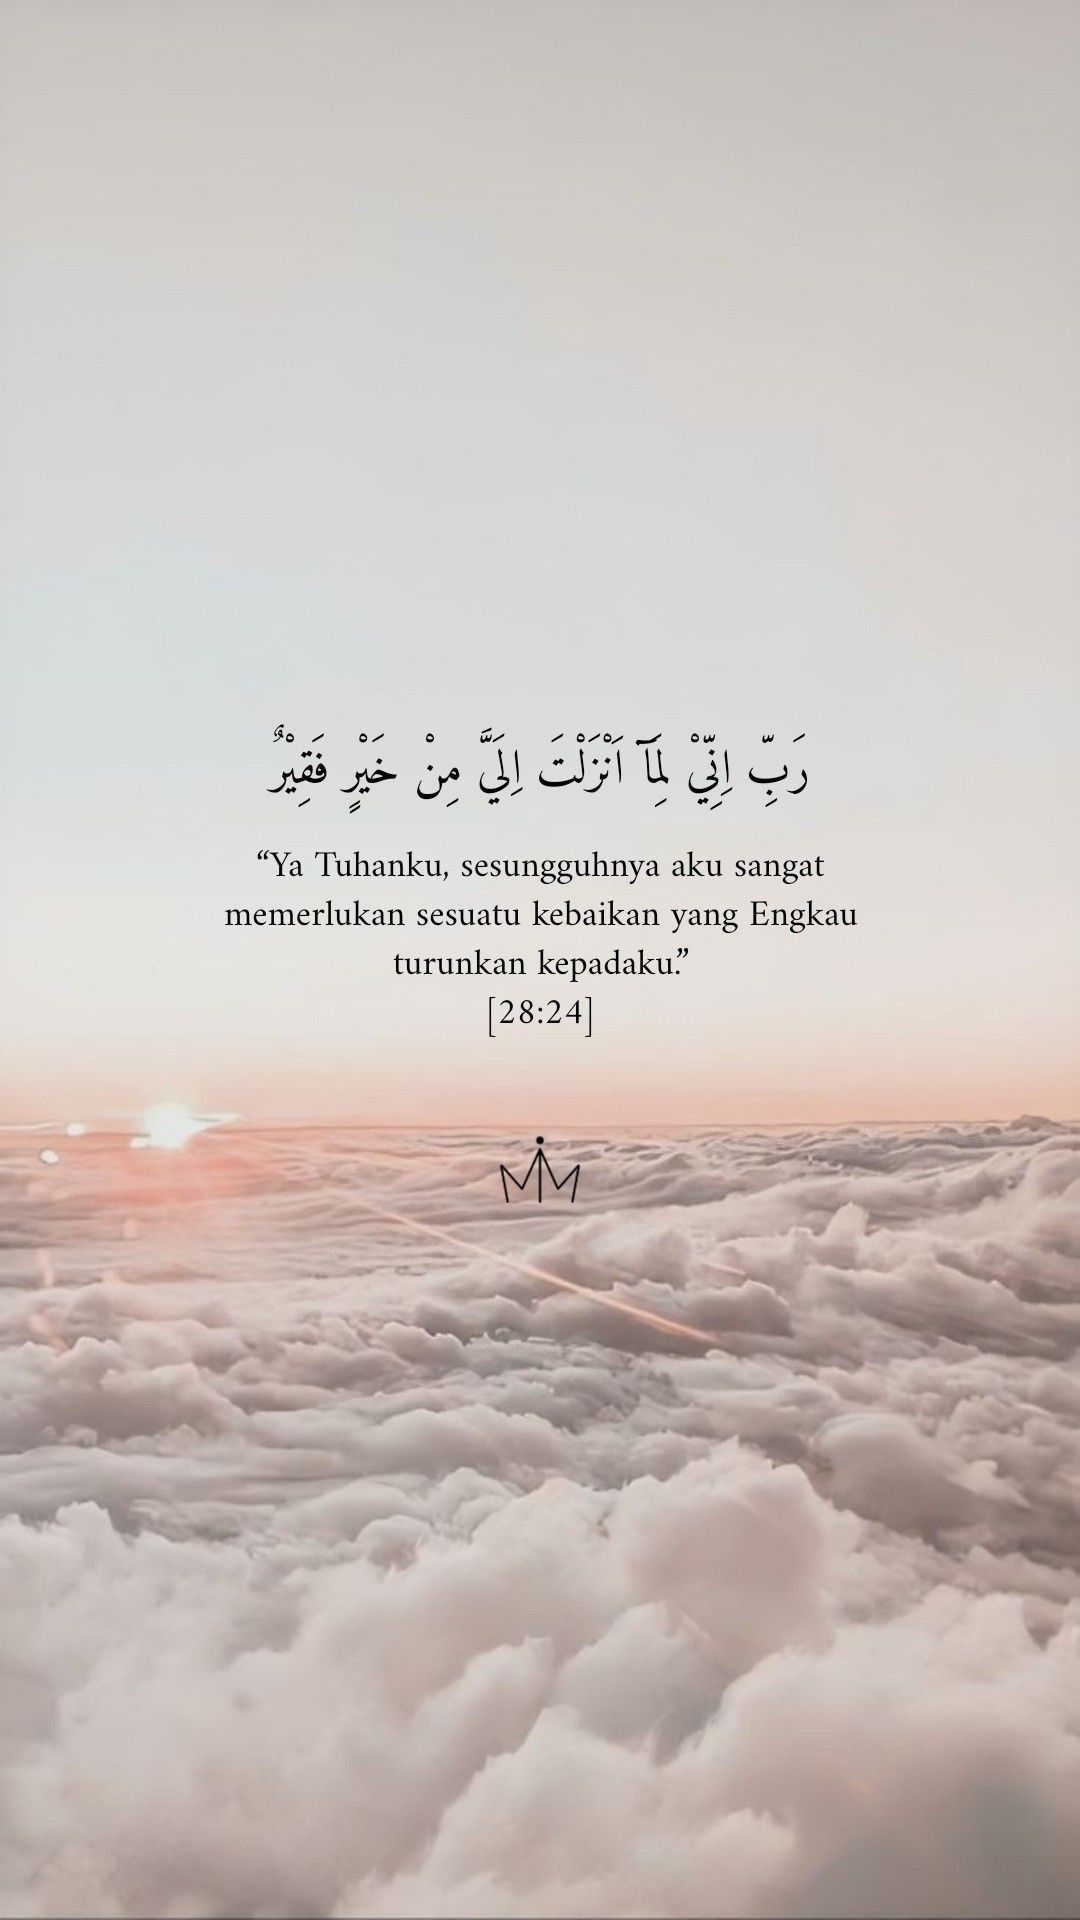 رَبِّ اِنِّيْ لِمَآ اَنْزَلْتَ اِلَيَّ مِنْ خَيْرٍ فَقِيْرٌ
“Ya Tuhanku, sesungguhnya aku sangat
memerlukan sesuatu kebaikan yang Engkau
turunkan kepadaku.”
[28:24]